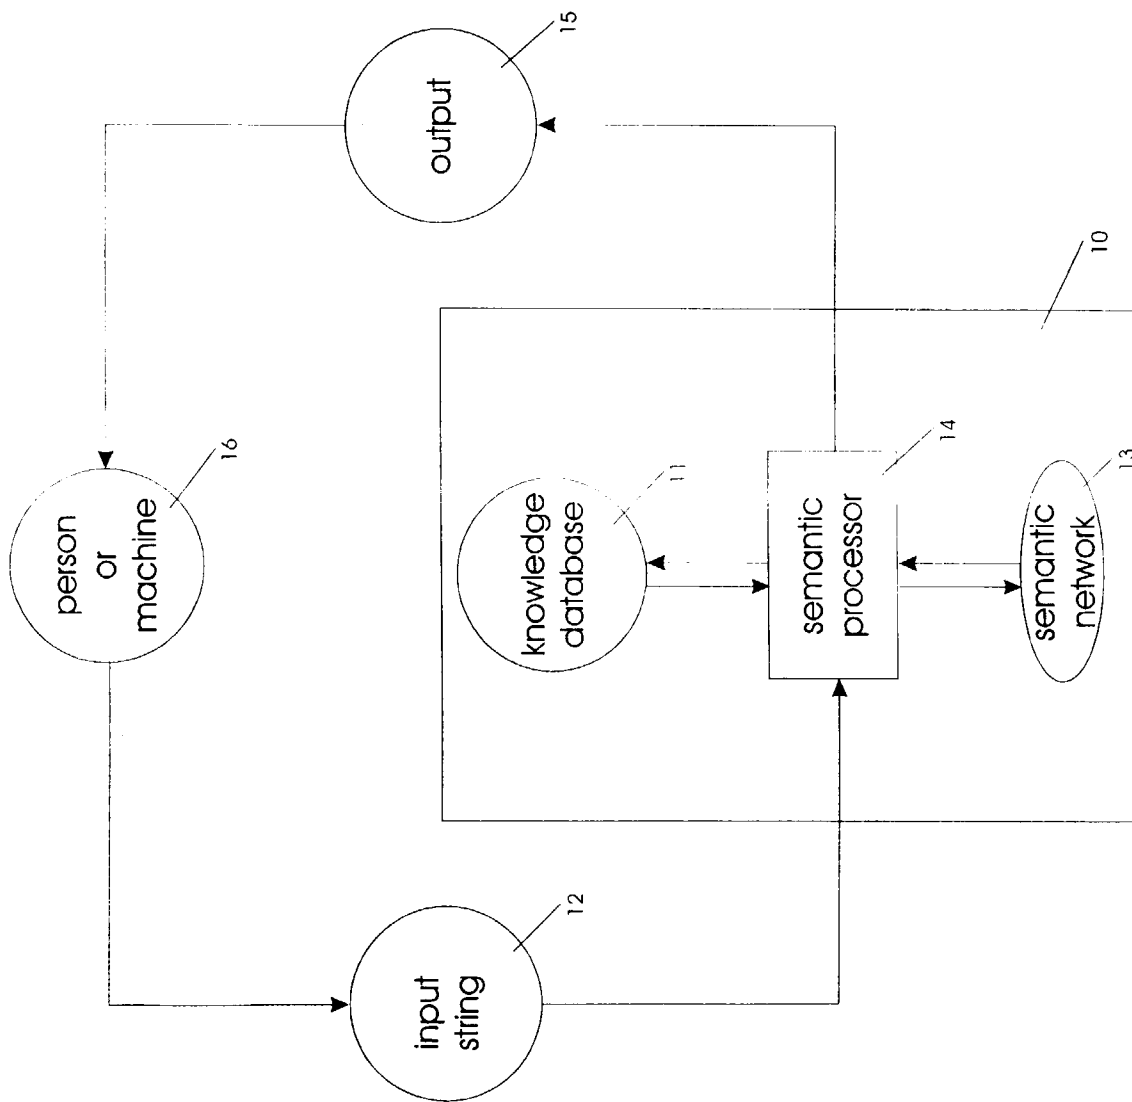 person
or
machine
16
input
string
12
output
15
knowledge
database
11
semantic
processor
14
semantic
network
13
10